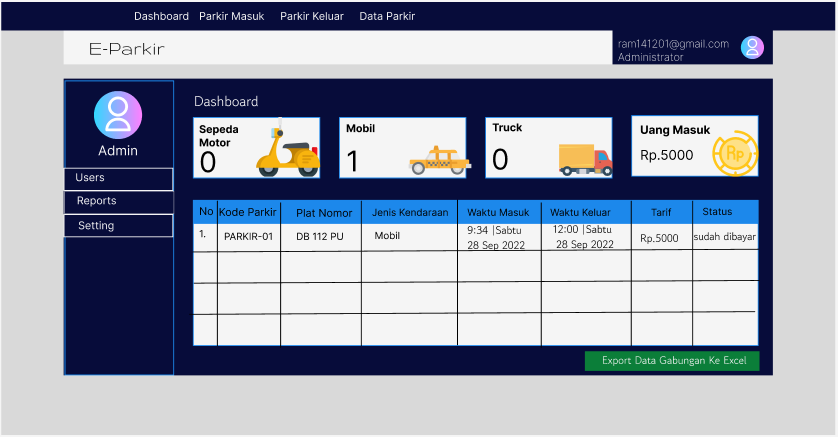 Dashboard Parkir Masuk Parkir Keluar Data Parkir
E-Parkir
ram141201@gmail.com
Administrator
Admin
Users
Reports
Setting
Dashboard
Sepeda
Motor
0
Mobil
1
Truck
0
Uang Masuk
Rp.5000
Rp
No Kode Parkir Plat Nomor Jenis Kendaraan Waktu Masuk Waktu Keluar Tarif Status
1. PARKIR-01 DB 112 PU Mobil 9:34 |Sabtu 12:00 |Sabtu Rp.5000 sudah dibayar
28 Sep 2022 28 Sep 2022
Export Data Gabungan Ke Excel